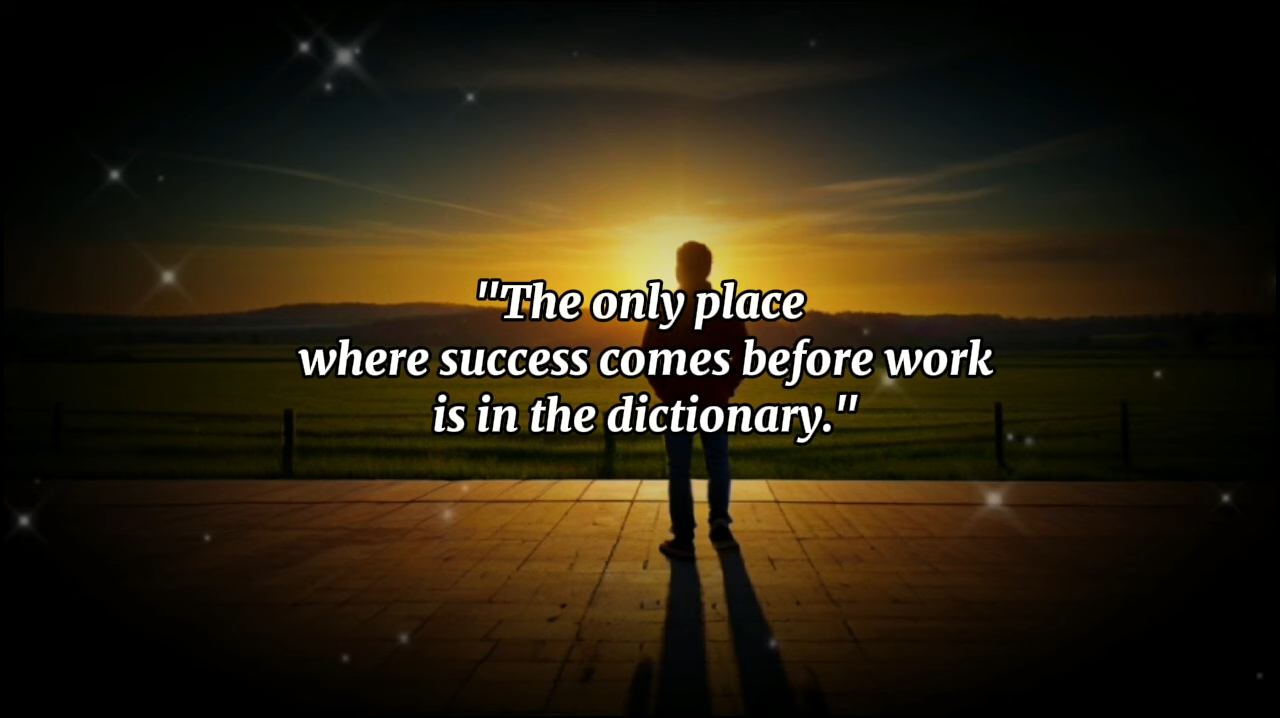 "The only place
where success comes before work
is in the dictionary."